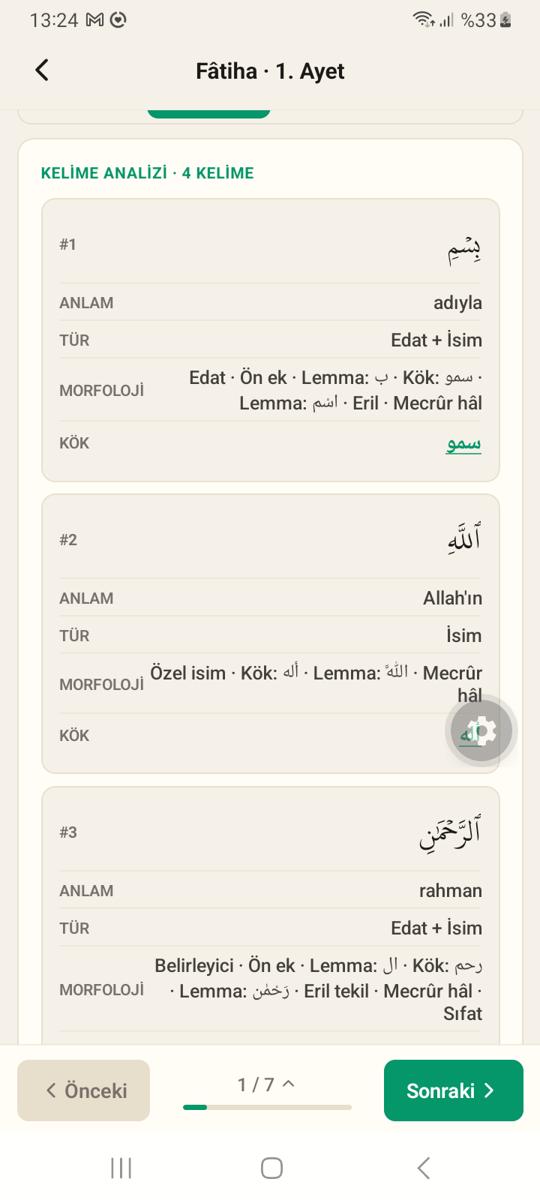 13:24 %33
Fâtiha · 1. Ayet
KELİME ANALİZİ · 4 KELİME
#1 بِسْمِ
ANLAM adıyla
TÜR Edat + İsim
MORFOLOJİ Edat · Ön ek · Lemma: ب · Kök: سمو ·
Lemma: اسْم · Eril · Mecrûr hâl
KÖK سمو
#2 ٱللَّهِ
ANLAM Allah'ın
TÜR İsim
MORFOLOJİ Özel isim · Kök: أله · Lemma: اللَّه · Mecrûr
hâl
KÖK
#3 ٱلرَّحْمَٰنِ
ANLAM rahman
TÜR Edat + İsim
MORFOLOJİ Belirleyici · Ön ek · Lemma: ال · Kök: رحم
· Lemma: رَحْمٰن · Eril tekil · Mecrûr hâl ·
Sıfat
Önceki 1 / 7 Sonraki